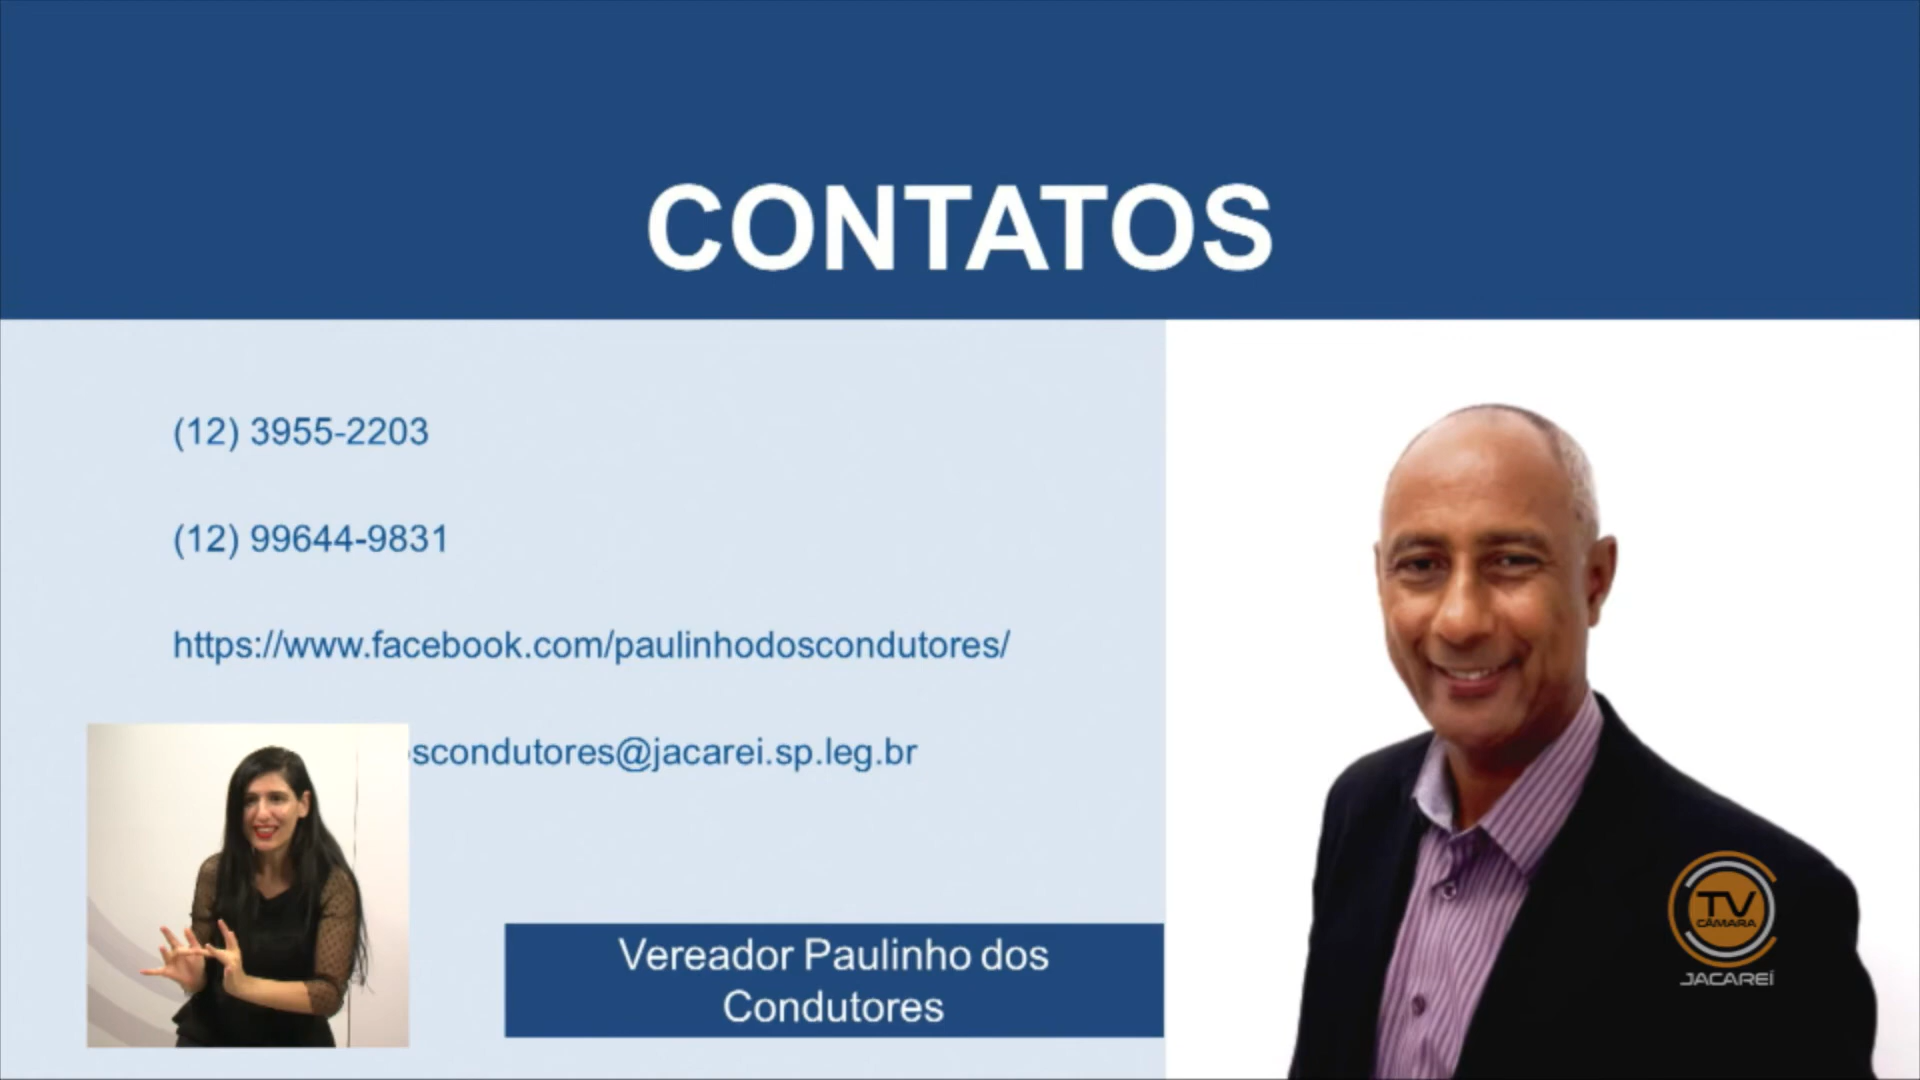 CONTATOS
(12) 3955-2203
(12) 99644-9831
https://www.facebook.com/paulinhodoscondutores/
scondutores@jacarei.sp.leg.br
Vereador Paulinho dos
Condutores
TV
CÂMARA
JACAREÍ